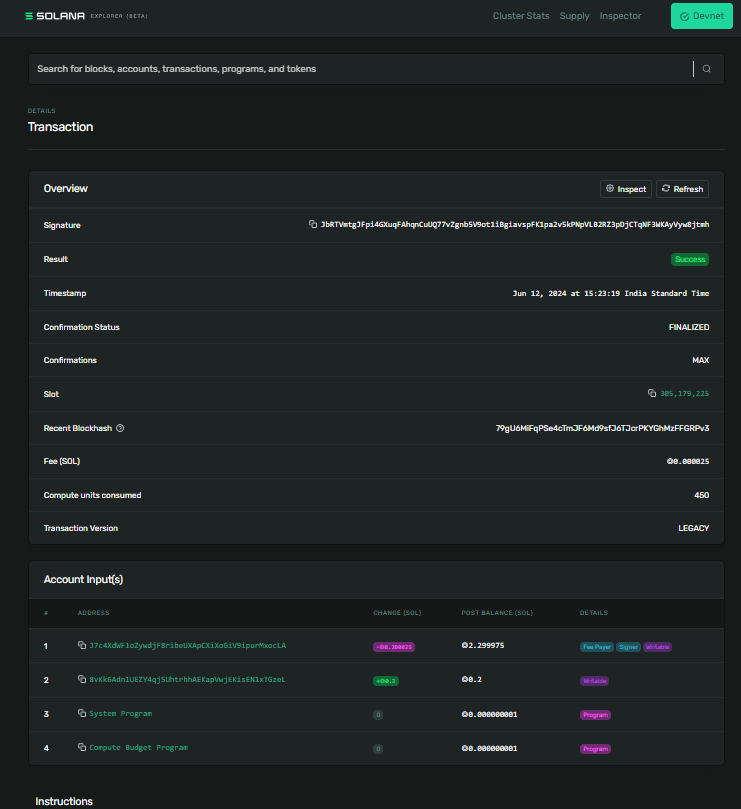 SOLANA EXPLORER (BETA) Cluster Stats Supply Inspector Devnet
Search for blocks, accounts, transactions, programs, and tokens
DETAILS
Transaction
Overview Inspect Refresh
Signature JbRTVmtgJFpi4GXuqFAhqnCuUQ77vZgnb5V9ot1iBgiavspFK1pa2v5kPNpVLB2RZ3pDjCTqNF3WKAyVyw8jtmh
Result Success
Timestamp Jun 12, 2024 at 15:23:19 India Standard Time
Confirmation Status FINALIZED
Confirmations MAX
Slot 305,179,225
Recent Blockhash 79gU6MiFqPSe4cTmJF6Md9sfJ6TJcrPKYGhMzFFGRPv3
Fee (SOL) ◎0.000025
Compute units consumed 450
Transaction Version LEGACY
Account Input(s)
# ADDRESS CHANGE (SOL) POST BALANCE (SOL) DETAILS
1 J7c4XdWF1oZywdjF8ribeUXApCXiXoGiV9ipurMxocLA -◎0.200025 ◎2.299975 Fee Payer Signer Writable
2 8vKk6Adn1UEZY4qj5UhtrhhAEKapVwjEKisEN1xTGzeL +◎0.2 ◎0.2 Writable
3 System Program 0 ◎0.000000001 Program
4 Compute Budget Program 0 ◎0.000000001 Program
Instructions